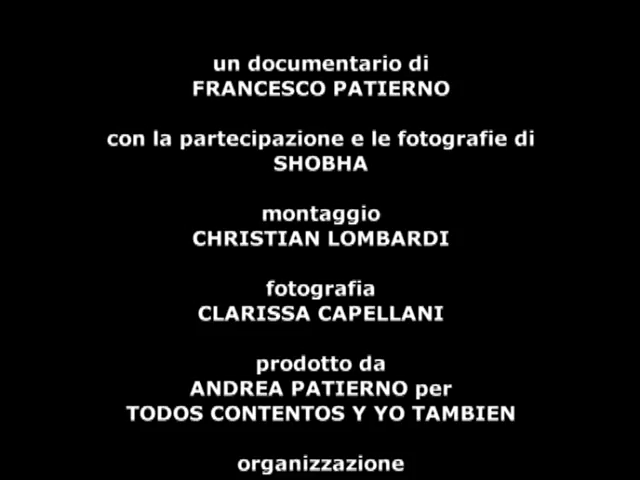 un documentario di
FRANCESCO PATIERNO
con la partecipazione e le fotografie di
SHOBHA
montaggio
CHRISTIAN LOMBARDI
fotografia
CLARISSA CAPELLANI
prodotto da
ANDREA PATIERNO per
TODOS CONTENTOS Y YO TAMBIEN
organizzazione